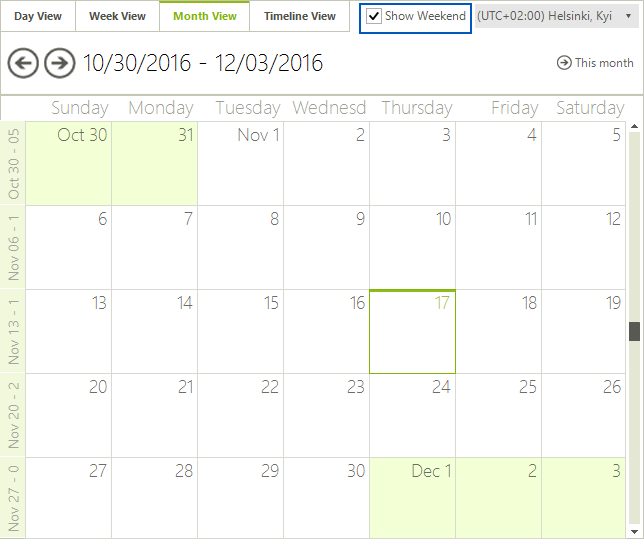 Day View Week View Month View Timeline View Show Weekend (UTC+02:00) Helsinki, Kyi
10/30/2016 - 12/03/2016 This month
Sunday Monday Tuesday Wednesd Thursday Friday Saturday
Oct 30 - 05 Oct 30 31 Nov 1 2 3 4 5
Nov 06 - 1 6 7 8 9 10 11 12
Nov 13 - 1 13 14 15 16 17 18 19
Nov 20 - 2 20 21 22 23 24 25 26
Nov 27 - 0 27 28 29 30 Dec 1 2 3